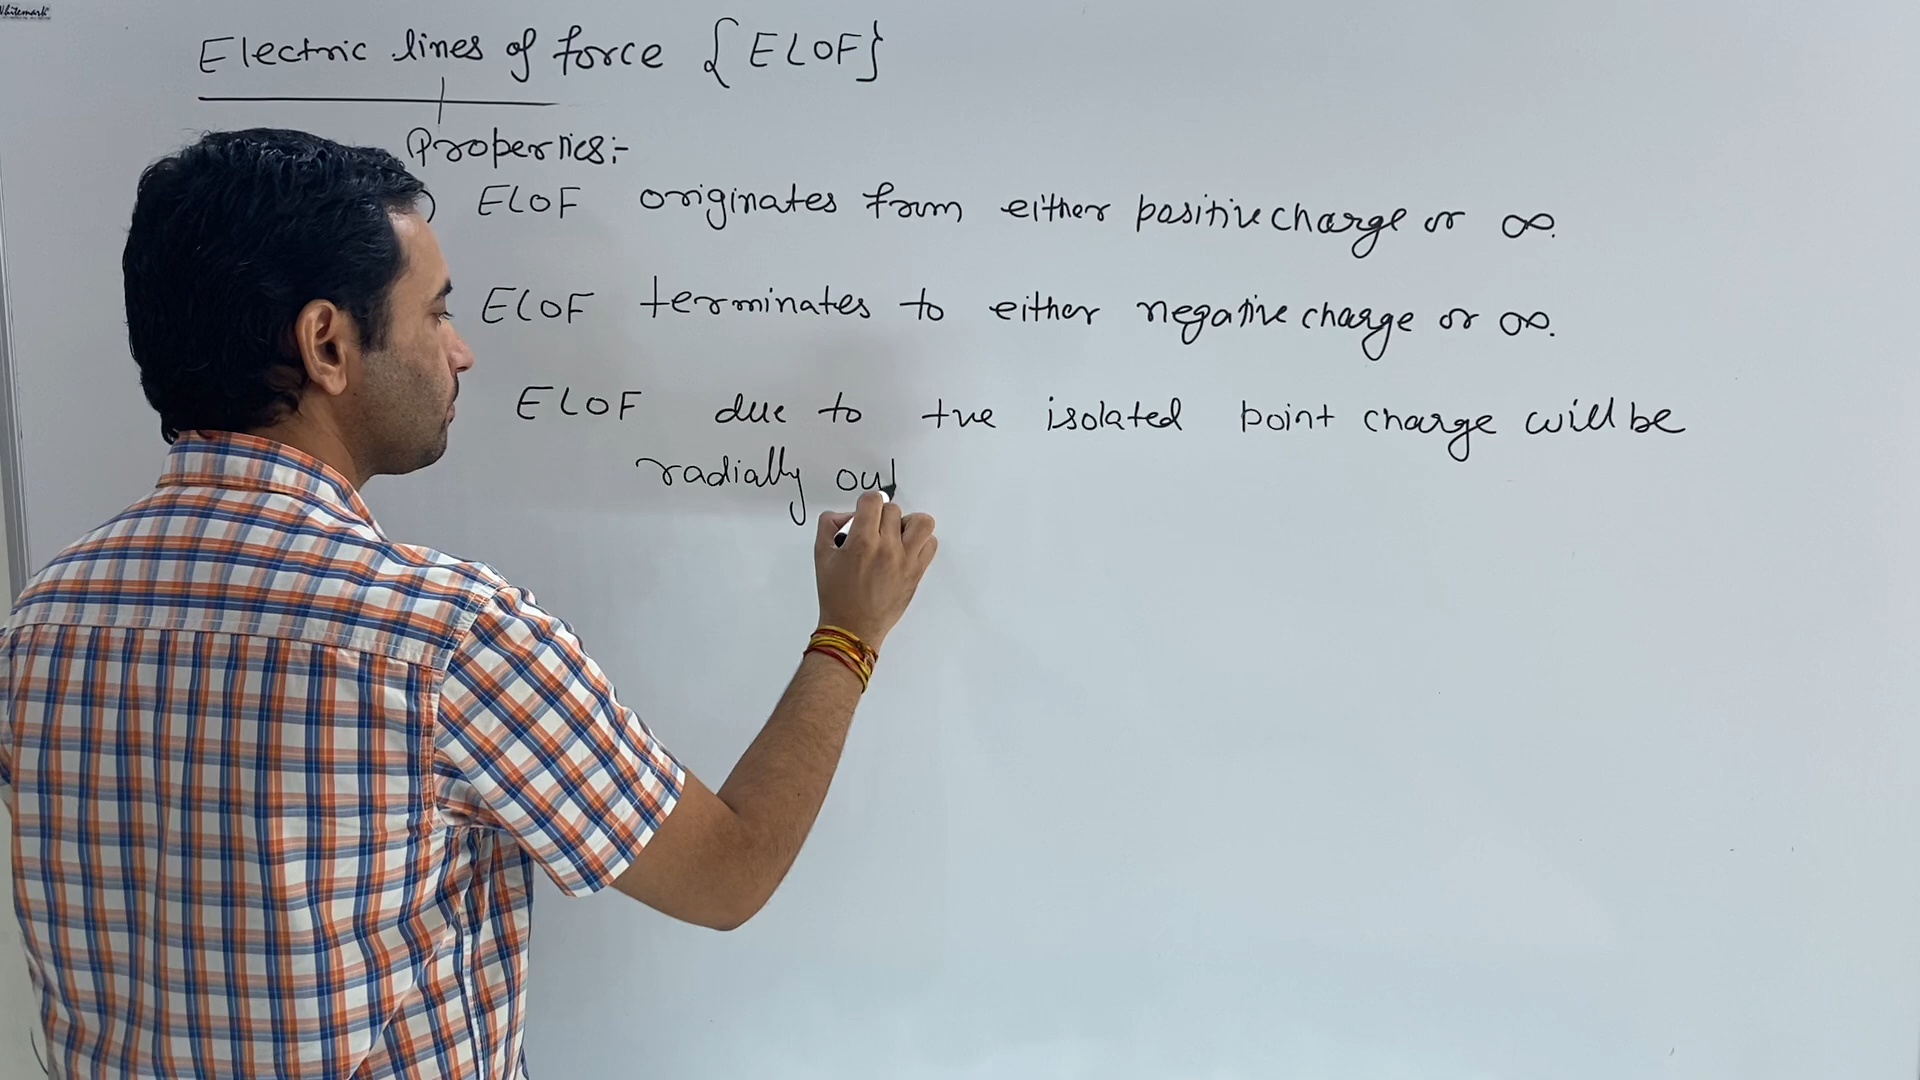 Whitemark
Electric lines of force {ELOF}
Properties:-
) ELOF originates from either positive charge or ∞.
ELOF terminates to either negative charge or ∞.
ELOF due to +ve isolated point charge will be
radially out